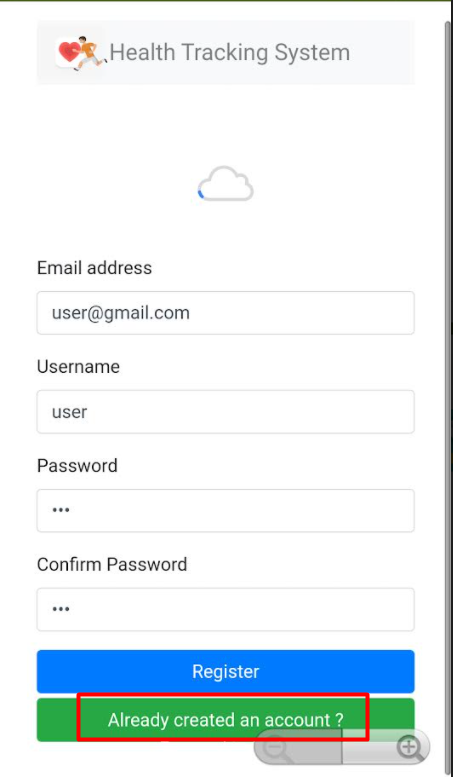 Health Tracking System
Email address
user@gmail.com
Username
user
Password
•••
Confirm Password
•••
Register
Already created an account ?